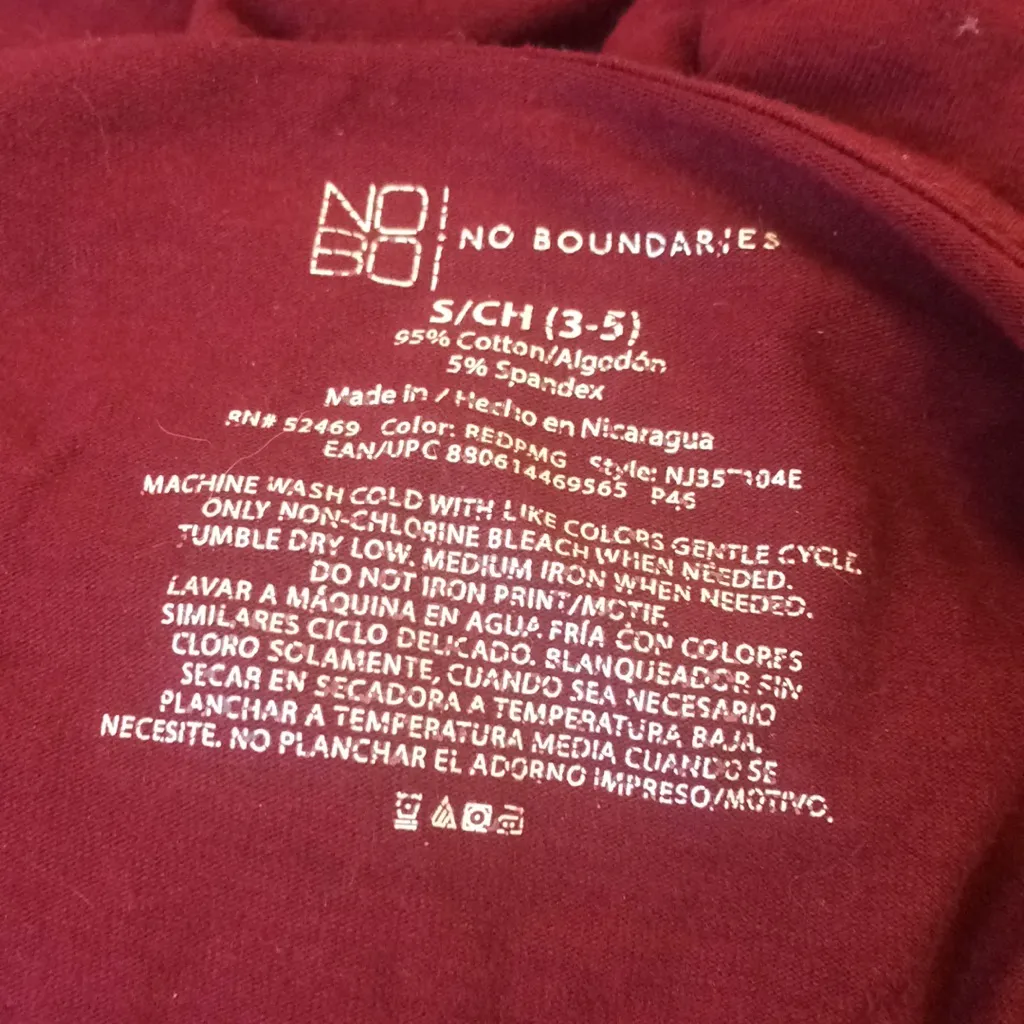 NO
BO
NO BOUNDARIES
S/CH (3-5)
95% Cotton/Algodón
5% Spandex
Made in / Hecho en Nicaragua
RN# 52469 Color: REDPMG Style:
EAN/UPC 880614469565 P46
MACHINE WASH COLD WITH LIKE COLORS GENTLE CYCLE.
ONLY NON-CHLORINE BLEACH WHEN NEEDED.
TUMBLE DRY LOW. MEDIUM IRON WHEN NEEDED.
DO NOT IRON PRINT/MOTIF.
LAVAR A MÁQUINA EN AGUA FRÍA CON COLORES
SIMILARES CICLO DELICADO. BLANQUEADOR SIN
CLORO SOLAMENTE, CUANDO SEA NECESARIO
SECAR EN SECADORA A TEMPERATURA BAJA.
PLANCHAR A TEMPERATURA MEDIA CUANDO SE
NECESITE. NO PLANCHAR EL ADORNO IMPRESO/MOTIVO.